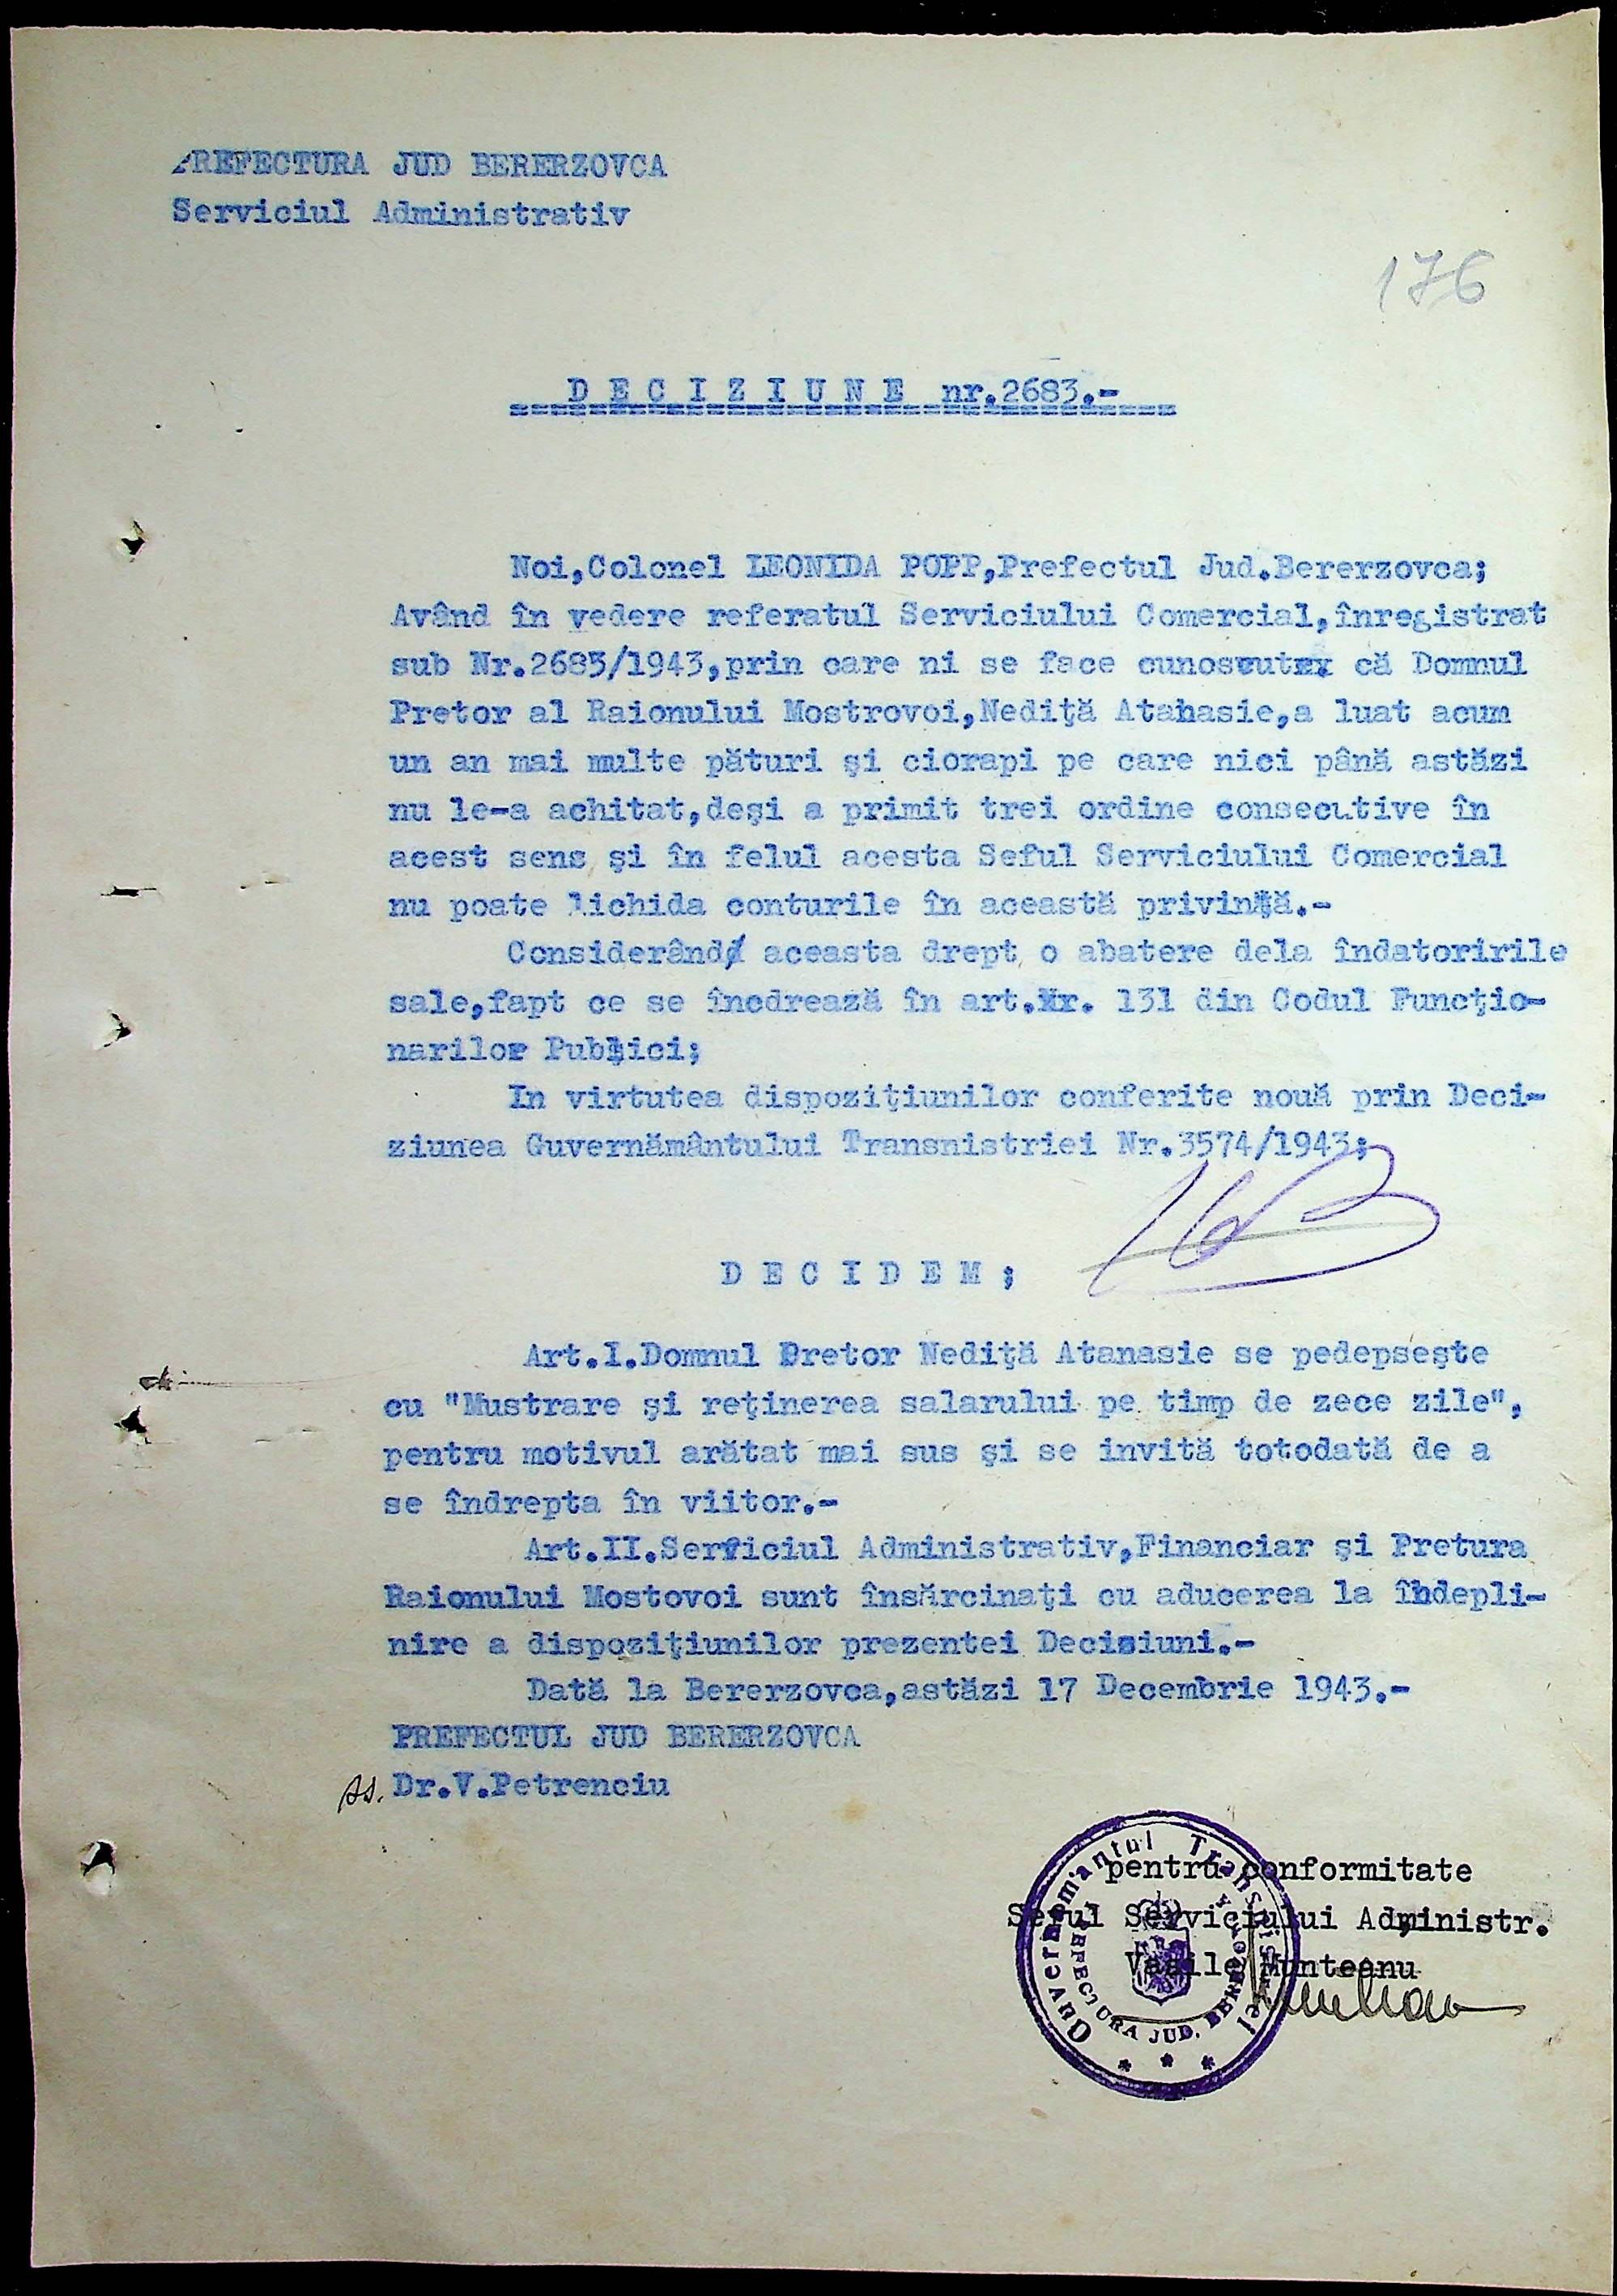 PREFECTURA JUD BERERZOVCA
Serviciul Administrativ
176
D E C I Z I U N E nr.2683.-
Noi,Colonel LEONIDA POPP,Prefectul Jud.Bererzovca;
Având în vedere referatul Serviciului Comercial,înregistrat
sub Nr.2685/1943,prin care ni se face cunoscut că Domnul
Pretor al Raionului Mostrovoi,Nediţă Atanasie,a luat acum
un an mai multe pături şi ciorapi pe care nici până astăzi
nu le-a achitat,deşi a primit trei ordine consecutive în
acest sens şi în felul acesta Seful Serviciului Comercial
nu poate lichida conturile în această privinţă.-
Considerând aceasta drept o abatere dela îndatoririle
sale,fapt ce se încdrează în art.Nr. 131 din Codul Funcţio-
narilor Publici;
In virtutea dispoziţiunilor conferite nouă prin Deci-
ziunea Guvernământului Transnistriei Nr.3574/1943;
D E C I D E M ;
Art.I.Domnul Pretor Nediţă Atanasie se pedepseşte
cu "Mustrare şi reţinerea salarului pe timp de zece zile",
pentru motivul arătat mai sus şi se invită totodată de a
se îndrepta în viitor.-
Art.II.Serviciul Administrativ,Financiar şi Pretura
Raionului Mostovoi sunt însărcinaţi cu aducerea la îndepli-
nire a dispoziţiunilor prezentei Decisiuni.-
Dată la Bererzovca,astăzi 17 Decembrie 1943.-
PREFECTUL JUD BERERZOVCA
ss. Dr.V.Petrenciu
pentru conformitate
Seful Serviciului Administr.
Vasile Munteanu
Guvernamantul Transnistriei
PREFECTURA JUD. BEREZOVCA